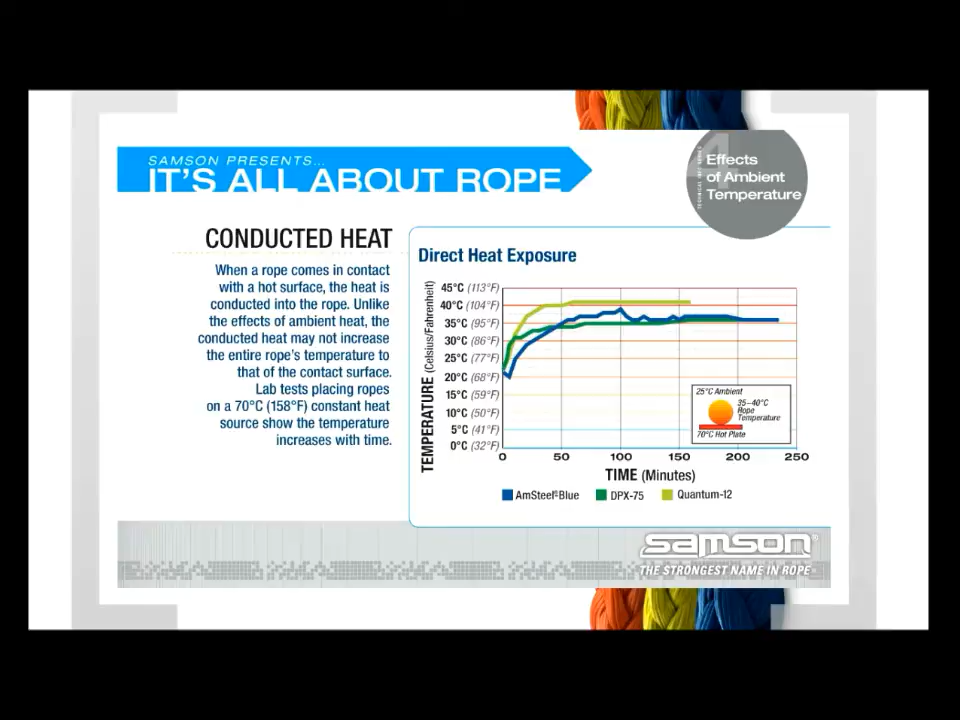 SAMSON PRESENTS...
IT'S ALL ABOUT ROPE
4
Effects
of Ambient
Temperature
CONDUCTED HEAT
When a rope comes in contact
with a hot surface, the heat is
conducted into the rope. Unlike
the effects of ambient heat, the
conducted heat may not increase
the entire rope's temperature to
that of the contact surface.
Lab tests placing ropes
on a 70°C (158°F) constant heat
source show the temperature
increases with time.
Direct Heat Exposure
TEMPERATURE (Celsius/Fahrenheit)
45°C (113°F)
40°C (104°F)
35°C (95°F)
30°C (86°F)
25°C (77°F)
20°C (68°F)
15°C (59°F)
10°C (50°F)
5°C (41°F)
0°C (32°F)
25°C Ambient
35–40°C
Rope
Temperature
70°C Hot Plate
0 50 100 150 200 250
TIME (Minutes)
AmSteel®Blue DPX-75 Quantum-12
samson®
THE STRONGEST NAME IN ROPE